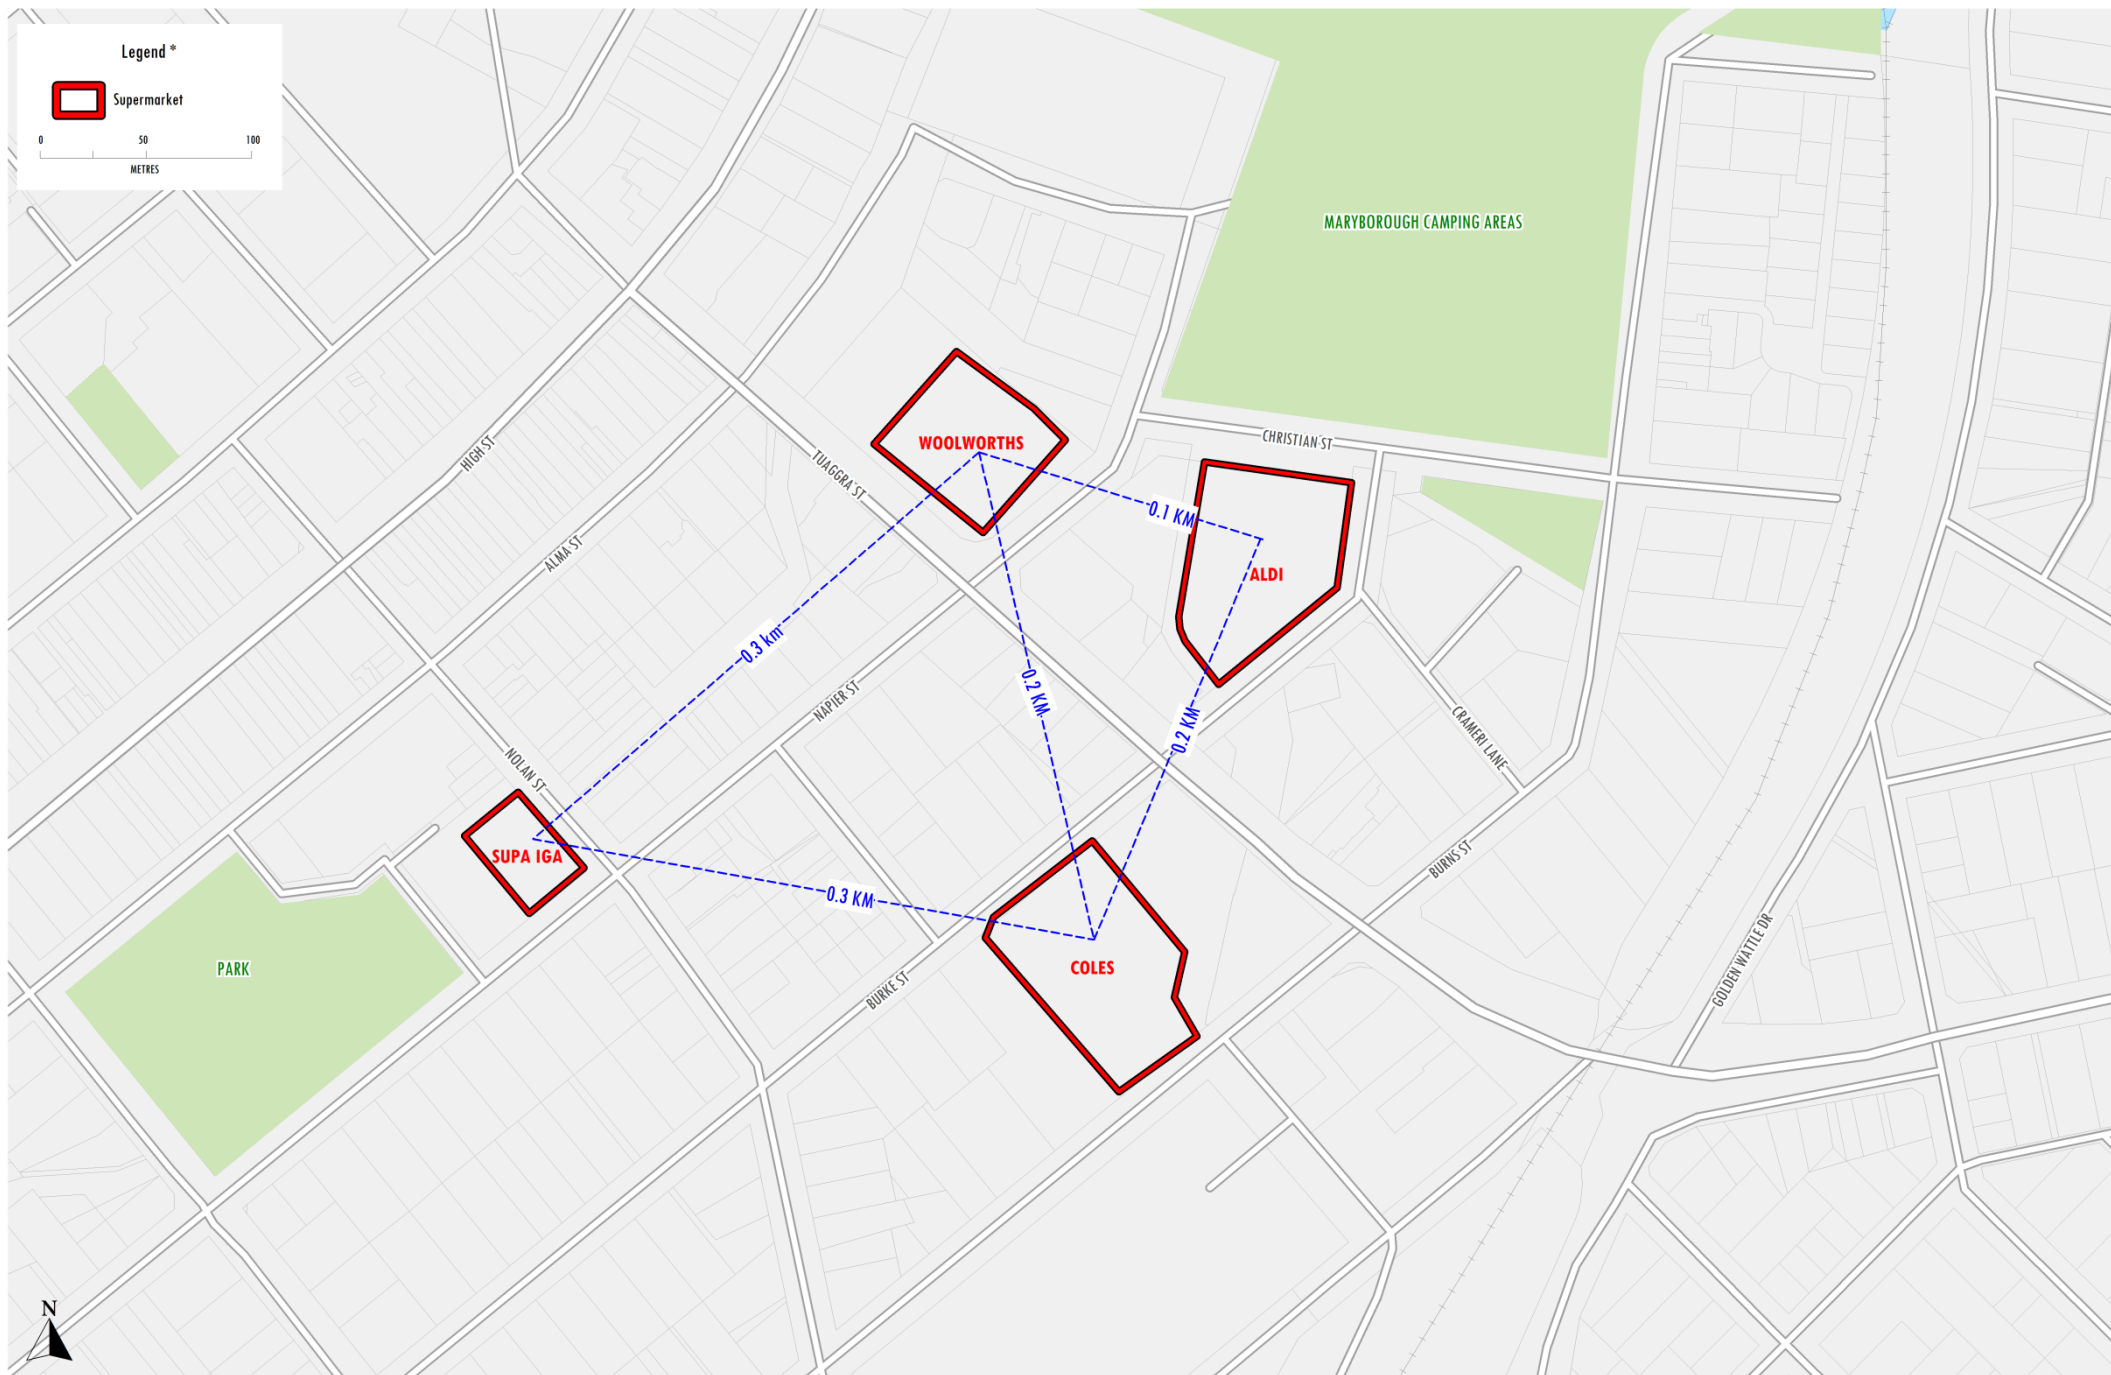 Legend *
Supermarket
0 50 100
METRES
MARYBOROUGH CAMPING AREAS
HIGH ST
TUAGGRA ST
WOOLWORTHS
CHRISTIAN ST
0.1 KM
ALMA ST
ALDI
0.3 km
0.2 KM
NAPIER ST
0.2 KM
CRAMERI LANE
NOLAN ST
SUPA IGA
0.3 KM
BURNS ST
PARK
COLES
BURKE ST
GOLDEN WATTLE DR
N